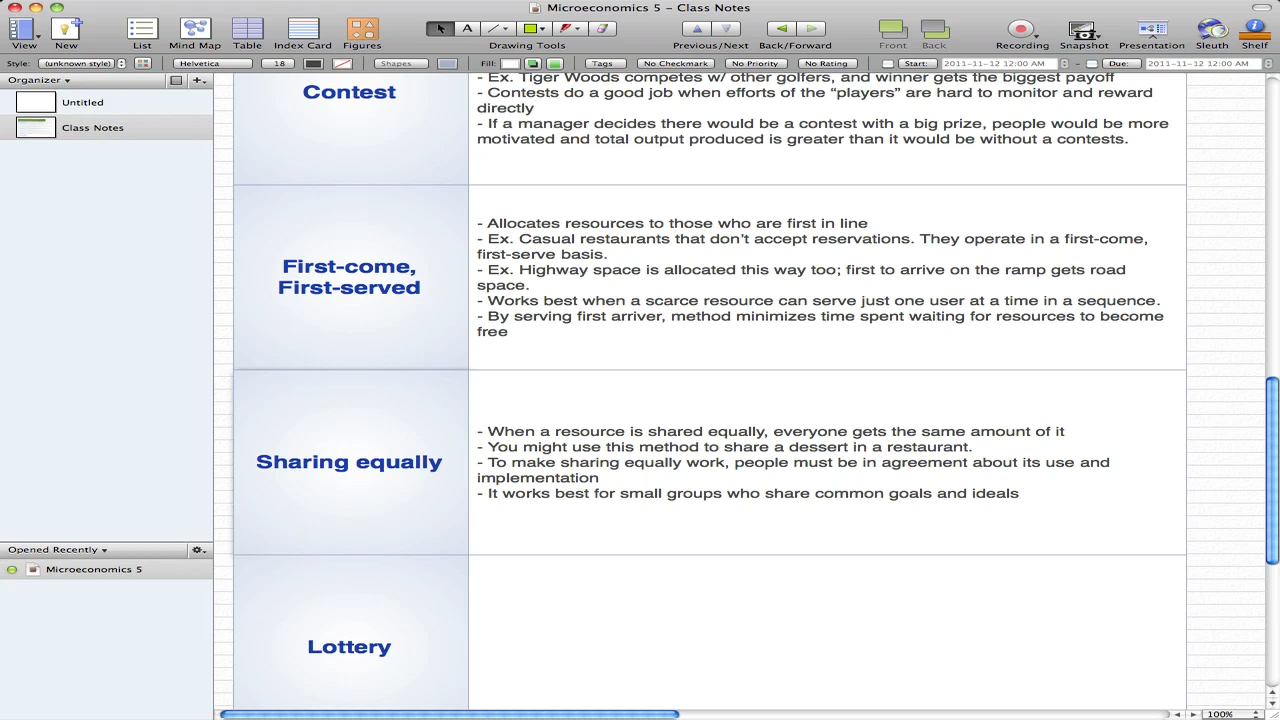 Microeconomics 5 – Class Notes
View
New
List
Mind Map
Table
Index Card
Figures
A
Drawing Tools
Previous/Next
Back/Forward
Front
Back
Recording
Snapshot
Presentation
Sleuth
Shelf
Style:
(unknown style)
Helvetica
18
Shapes
Fill:
Tags
No Checkmark
No Priority
No Rating
Start:
2011-11-12 12:00 AM
Due:
2011-11-12 12:00 AM
Organizer
Untitled
Class Notes
Contest
- Ex. Tiger Woods competes w/ other golfers, and winner gets the biggest payoff
- Contests do a good job when efforts of the “players” are hard to monitor and reward
directly
- If a manager decides there would be a contest with a big prize, people would be more
motivated and total output produced is greater than it would be without a contests.
First-come,
First-served
- Allocates resources to those who are first in line
- Ex. Casual restaurants that don’t accept reservations. They operate in a first-come,
first-serve basis.
- Ex. Highway space is allocated this way too; first to arrive on the ramp gets road
space.
- Works best when a scarce resource can serve just one user at a time in a sequence.
- By serving first arriver, method minimizes time spent waiting for resources to become
free
Sharing equally
- When a resource is shared equally, everyone gets the same amount of it
- You might use this method to share a dessert in a restaurant.
- To make sharing equally work, people must be in agreement about its use and
implementation
- It works best for small groups who share common goals and ideals
Lottery
Opened Recently
Microeconomics 5
100%